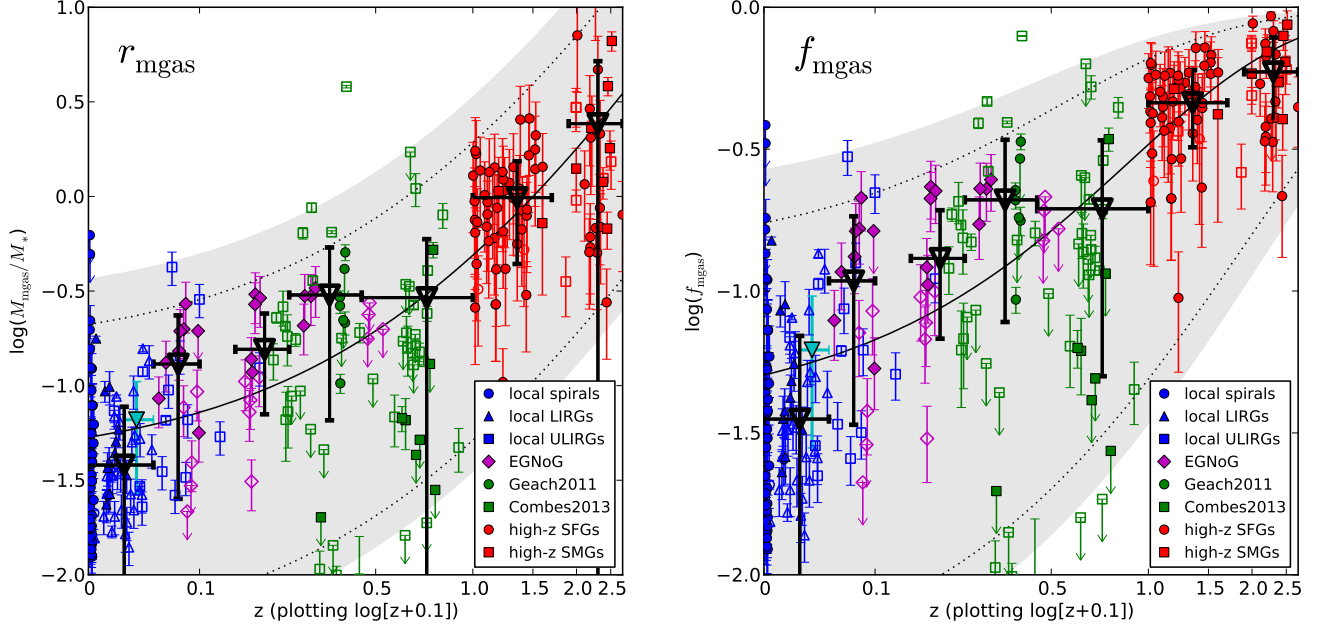 r_mgas
log(M_mgas/M_*)
1.0
0.5
0.0
−0.5
−1.0
−1.5
−2.0
0 0.1 0.5 1.0 1.5 2.0 2.5
z (plotting log[z+0.1])
local spirals
local LIRGs
local ULIRGs
EGNoG
Geach2011
Combes2013
high-z SFGs
high-z SMGs
f_mgas
log(f_mgas)
0.0
−0.5
−1.0
−1.5
−2.0
0 0.1 0.5 1.0 1.5 2.0 2.5
z (plotting log[z+0.1])
local spirals
local LIRGs
local ULIRGs
EGNoG
Geach2011
Combes2013
high-z SFGs
high-z SMGs